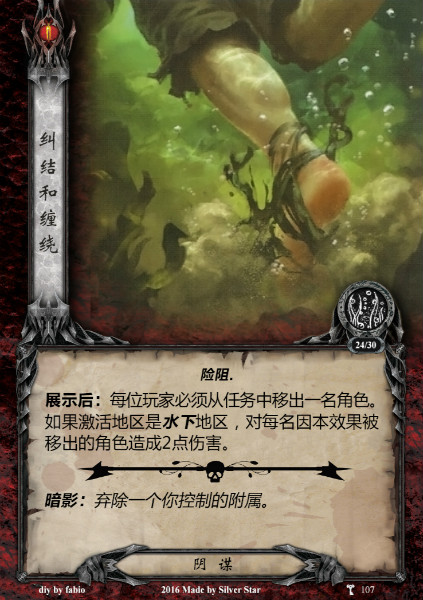 纠结和缠绕
24/30
险阻.
展示后：每位玩家必须从任务中移出一名角色。
如果激活地区是水下地区，对每名因本效果被
移出的角色造成2点伤害。
暗影：弃除一个你控制的附属。
阴谋
diy by fabio
2016 Made by Silver Star
107